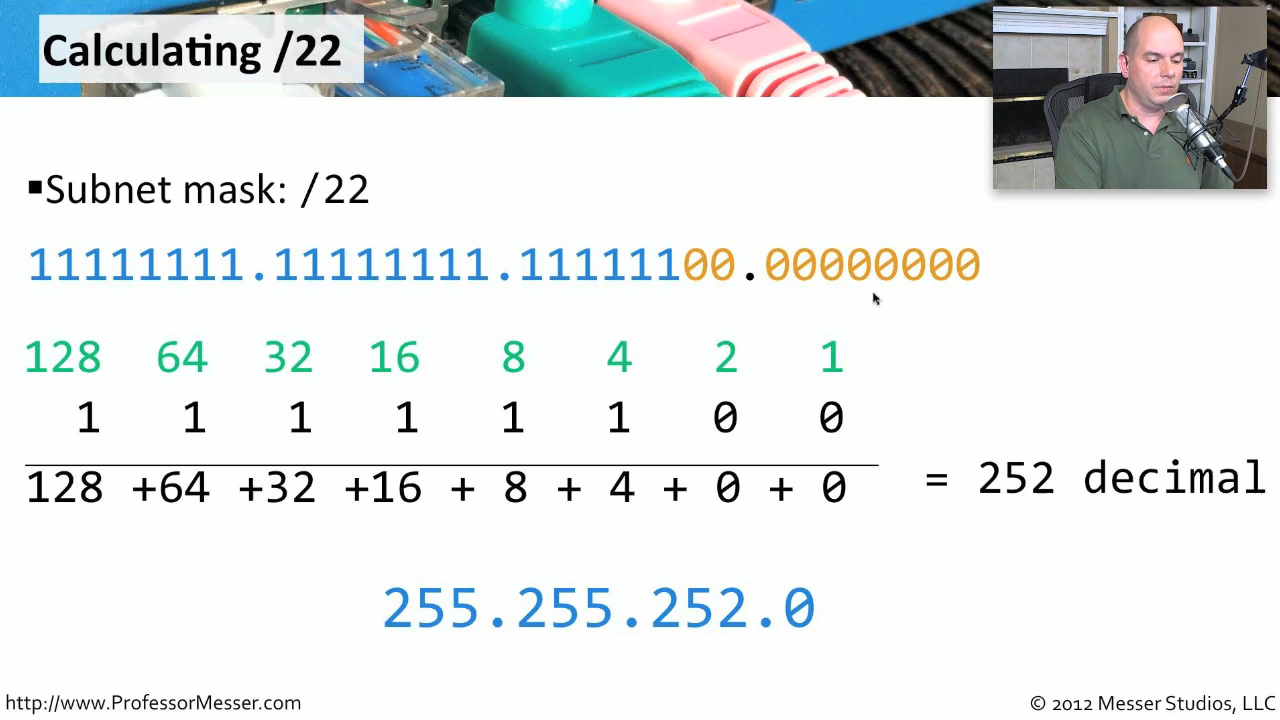 Calculating /22
▪Subnet mask: /22
11111111.11111111.11111100.00000000
128 64 32 16 8 4 2 1
1 1 1 1 1 1 0 0
128 +64 +32 +16 + 8 + 4 + 0 + 0 = 252 decimal
255.255.252.0
http://www.ProfessorMesser.com © 2012 Messer Studios, LLC